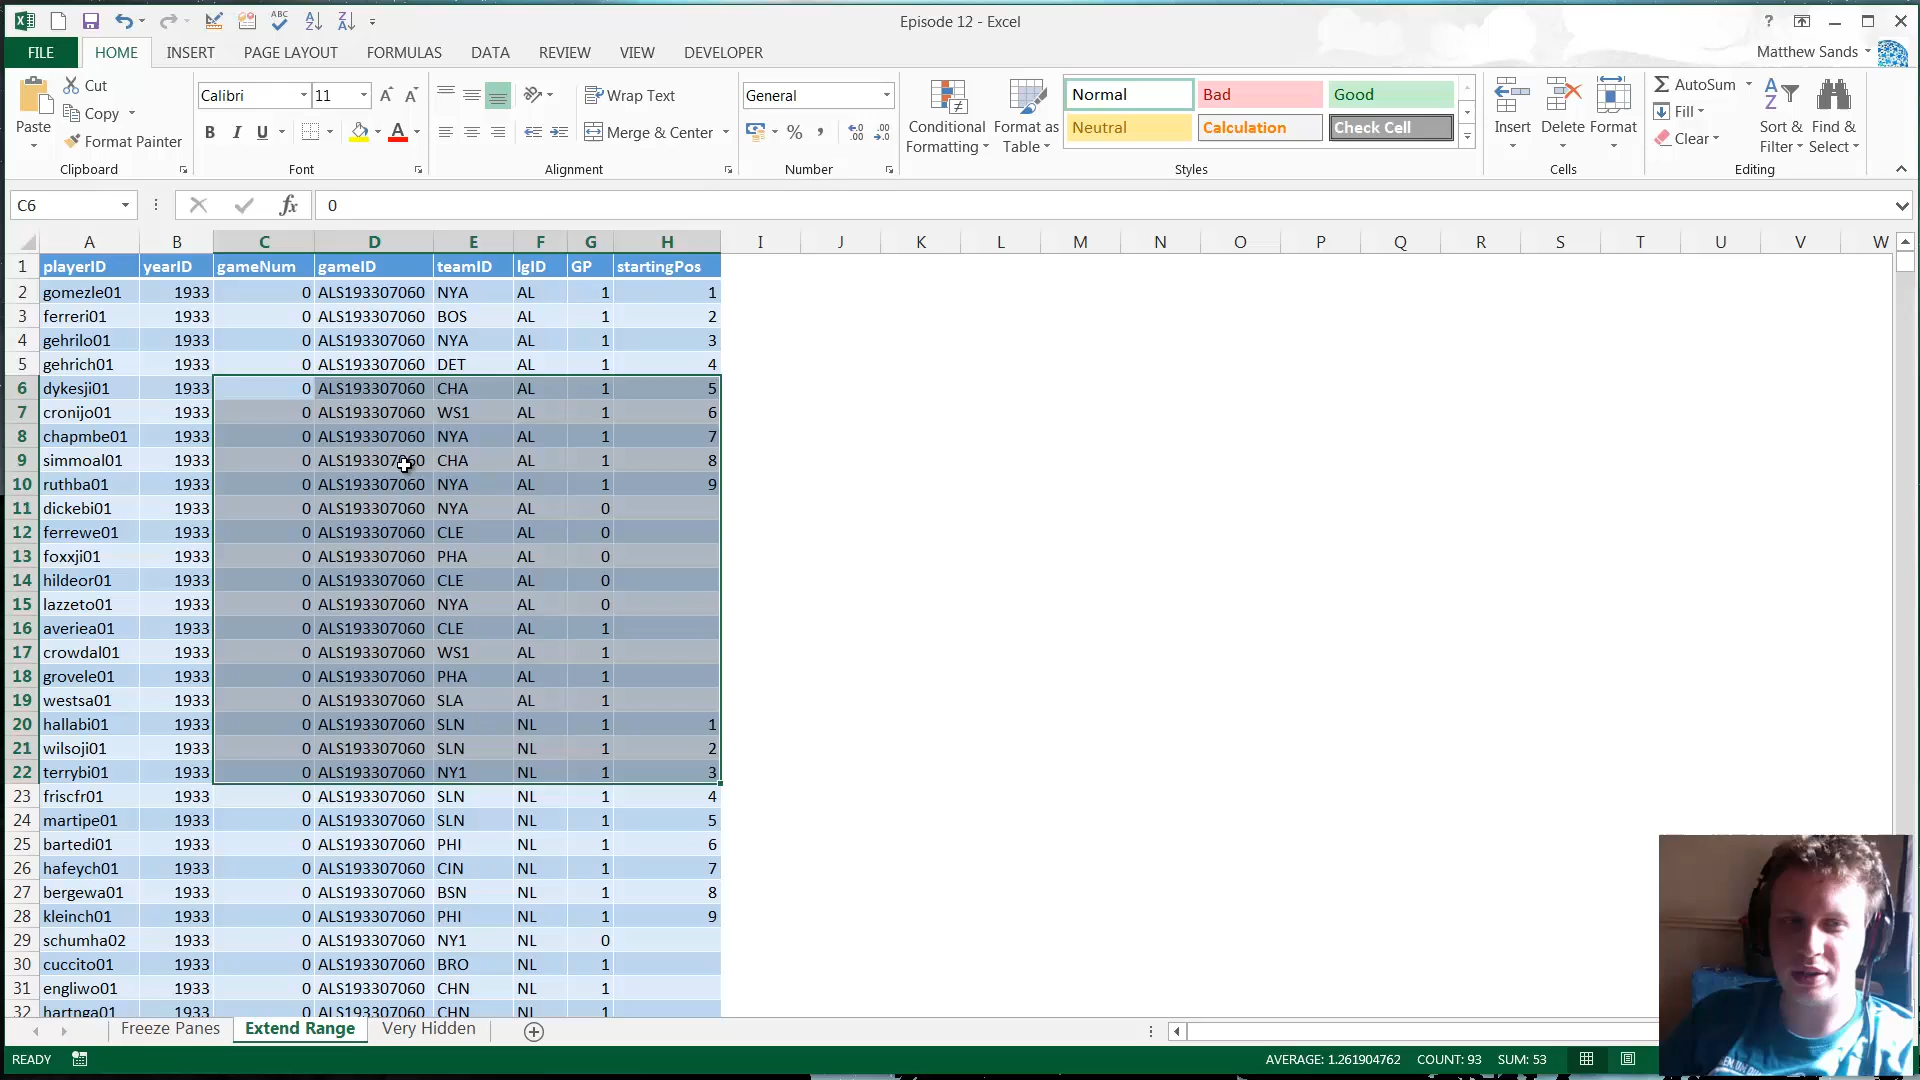 Episode 12 - Excel
FILE HOME INSERT PAGE LAYOUT FORMULAS DATA REVIEW VIEW DEVELOPER Matthew Sands
Paste
Cut
Copy
Format Painter
Clipboard
Calibri 11
B I U
Font
Wrap Text
Merge & Center
Alignment
General
% ,
Number
Conditional Formatting
Format as Table
Normal Bad Good
Neutral Calculation Check Cell
Styles
Insert Delete Format
Cells
AutoSum
Fill
Clear
Sort & Filter
Find & Select
Editing
C6 fx 0
A B C D E F G H I J K L M N O P Q R S T U V W
1 playerID yearID gameNum gameID teamID lgID GP startingPos
2 gomezle01 1933 0 ALS193307060 NYA AL 1 1
3 ferreri01 1933 0 ALS193307060 BOS AL 1 2
4 gehrilo01 1933 0 ALS193307060 NYA AL 1 3
5 gehrich01 1933 0 ALS193307060 DET AL 1 4
6 dykesji01 1933 0 ALS193307060 CHA AL 1 5
7 cronijo01 1933 0 ALS193307060 WS1 AL 1 6
8 chapmbe01 1933 0 ALS193307060 NYA AL 1 7
9 simmoal01 1933 0 ALS193307060 CHA AL 1 8
10 ruthba01 1933 0 ALS193307060 NYA AL 1 9
11 dickebi01 1933 0 ALS193307060 NYA AL 0
12 ferrewe01 1933 0 ALS193307060 CLE AL 0
13 foxxji01 1933 0 ALS193307060 PHA AL 0
14 hildeor01 1933 0 ALS193307060 CLE AL 0
15 lazzeto01 1933 0 ALS193307060 NYA AL 0
16 averiea01 1933 0 ALS193307060 CLE AL 1
17 crowdal01 1933 0 ALS193307060 WS1 AL 1
18 grovele01 1933 0 ALS193307060 PHA AL 1
19 westsa01 1933 0 ALS193307060 SLA AL 1
20 hallabi01 1933 0 ALS193307060 SLN NL 1 1
21 wilsoji01 1933 0 ALS193307060 SLN NL 1 2
22 terrybi01 1933 0 ALS193307060 NY1 NL 1 3
23 friscfr01 1933 0 ALS193307060 SLN NL 1 4
24 martipe01 1933 0 ALS193307060 SLN NL 1 5
25 bartedi01 1933 0 ALS193307060 PHI NL 1 6
26 hafeych01 1933 0 ALS193307060 CIN NL 1 7
27 bergewa01 1933 0 ALS193307060 BSN NL 1 8
28 kleinch01 1933 0 ALS193307060 PHI NL 1 9
29 schumha02 1933 0 ALS193307060 NY1 NL 0
30 cuccito01 1933 0 ALS193307060 BRO NL 1
31 engliwo01 1933 0 ALS193307060 CHN NL 1
32 hartnga01 1933 0 ALS193307060 CHN NL 1
Freeze Panes Extend Range Very Hidden
READY AVERAGE: 1.261904762 COUNT: 93 SUM: 53